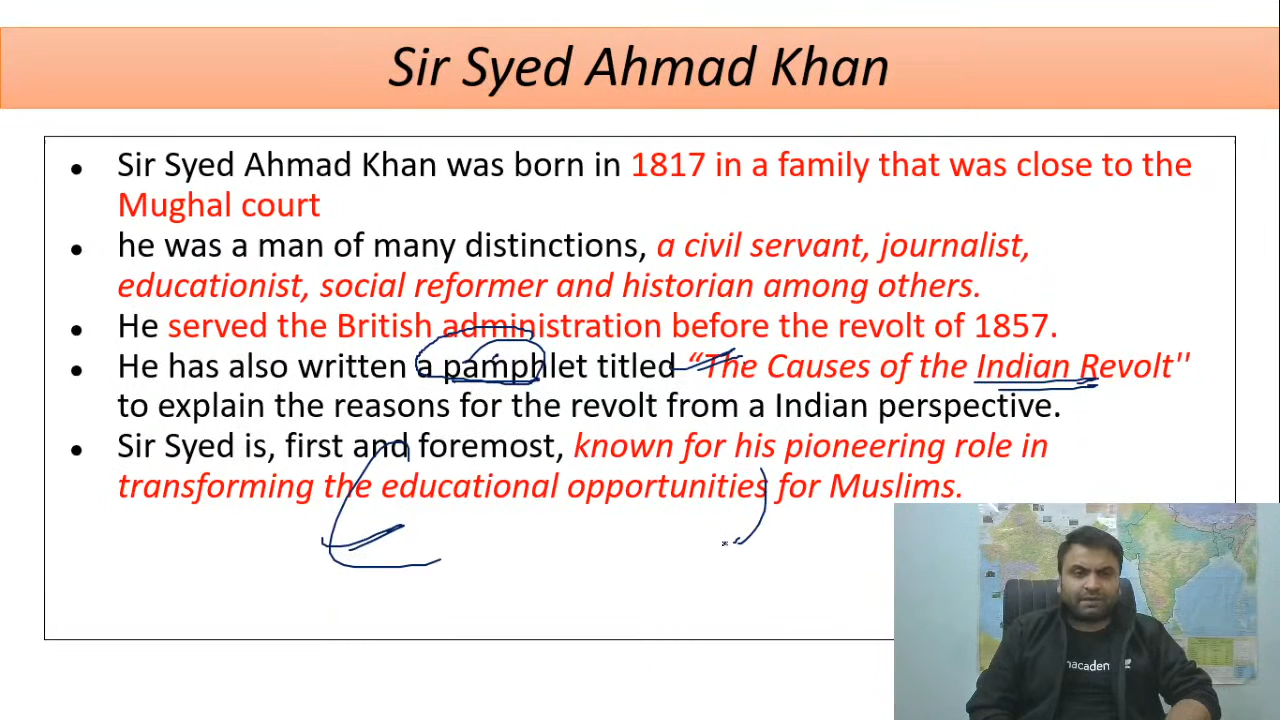 Sir Syed Ahmad Khan
• Sir Syed Ahmad Khan was born in 1817 in a family that was close to the
Mughal court
• he was a man of many distinctions, a civil servant, journalist,
educationist, social reformer and historian among others.
• He served the British administration before the revolt of 1857.
• He has also written a pamphlet titled “The Causes of the Indian Revolt''
to explain the reasons for the revolt from a Indian perspective.
• Sir Syed is, first and foremost, known for his pioneering role in
transforming the educational opportunities for Muslims.
nacaden